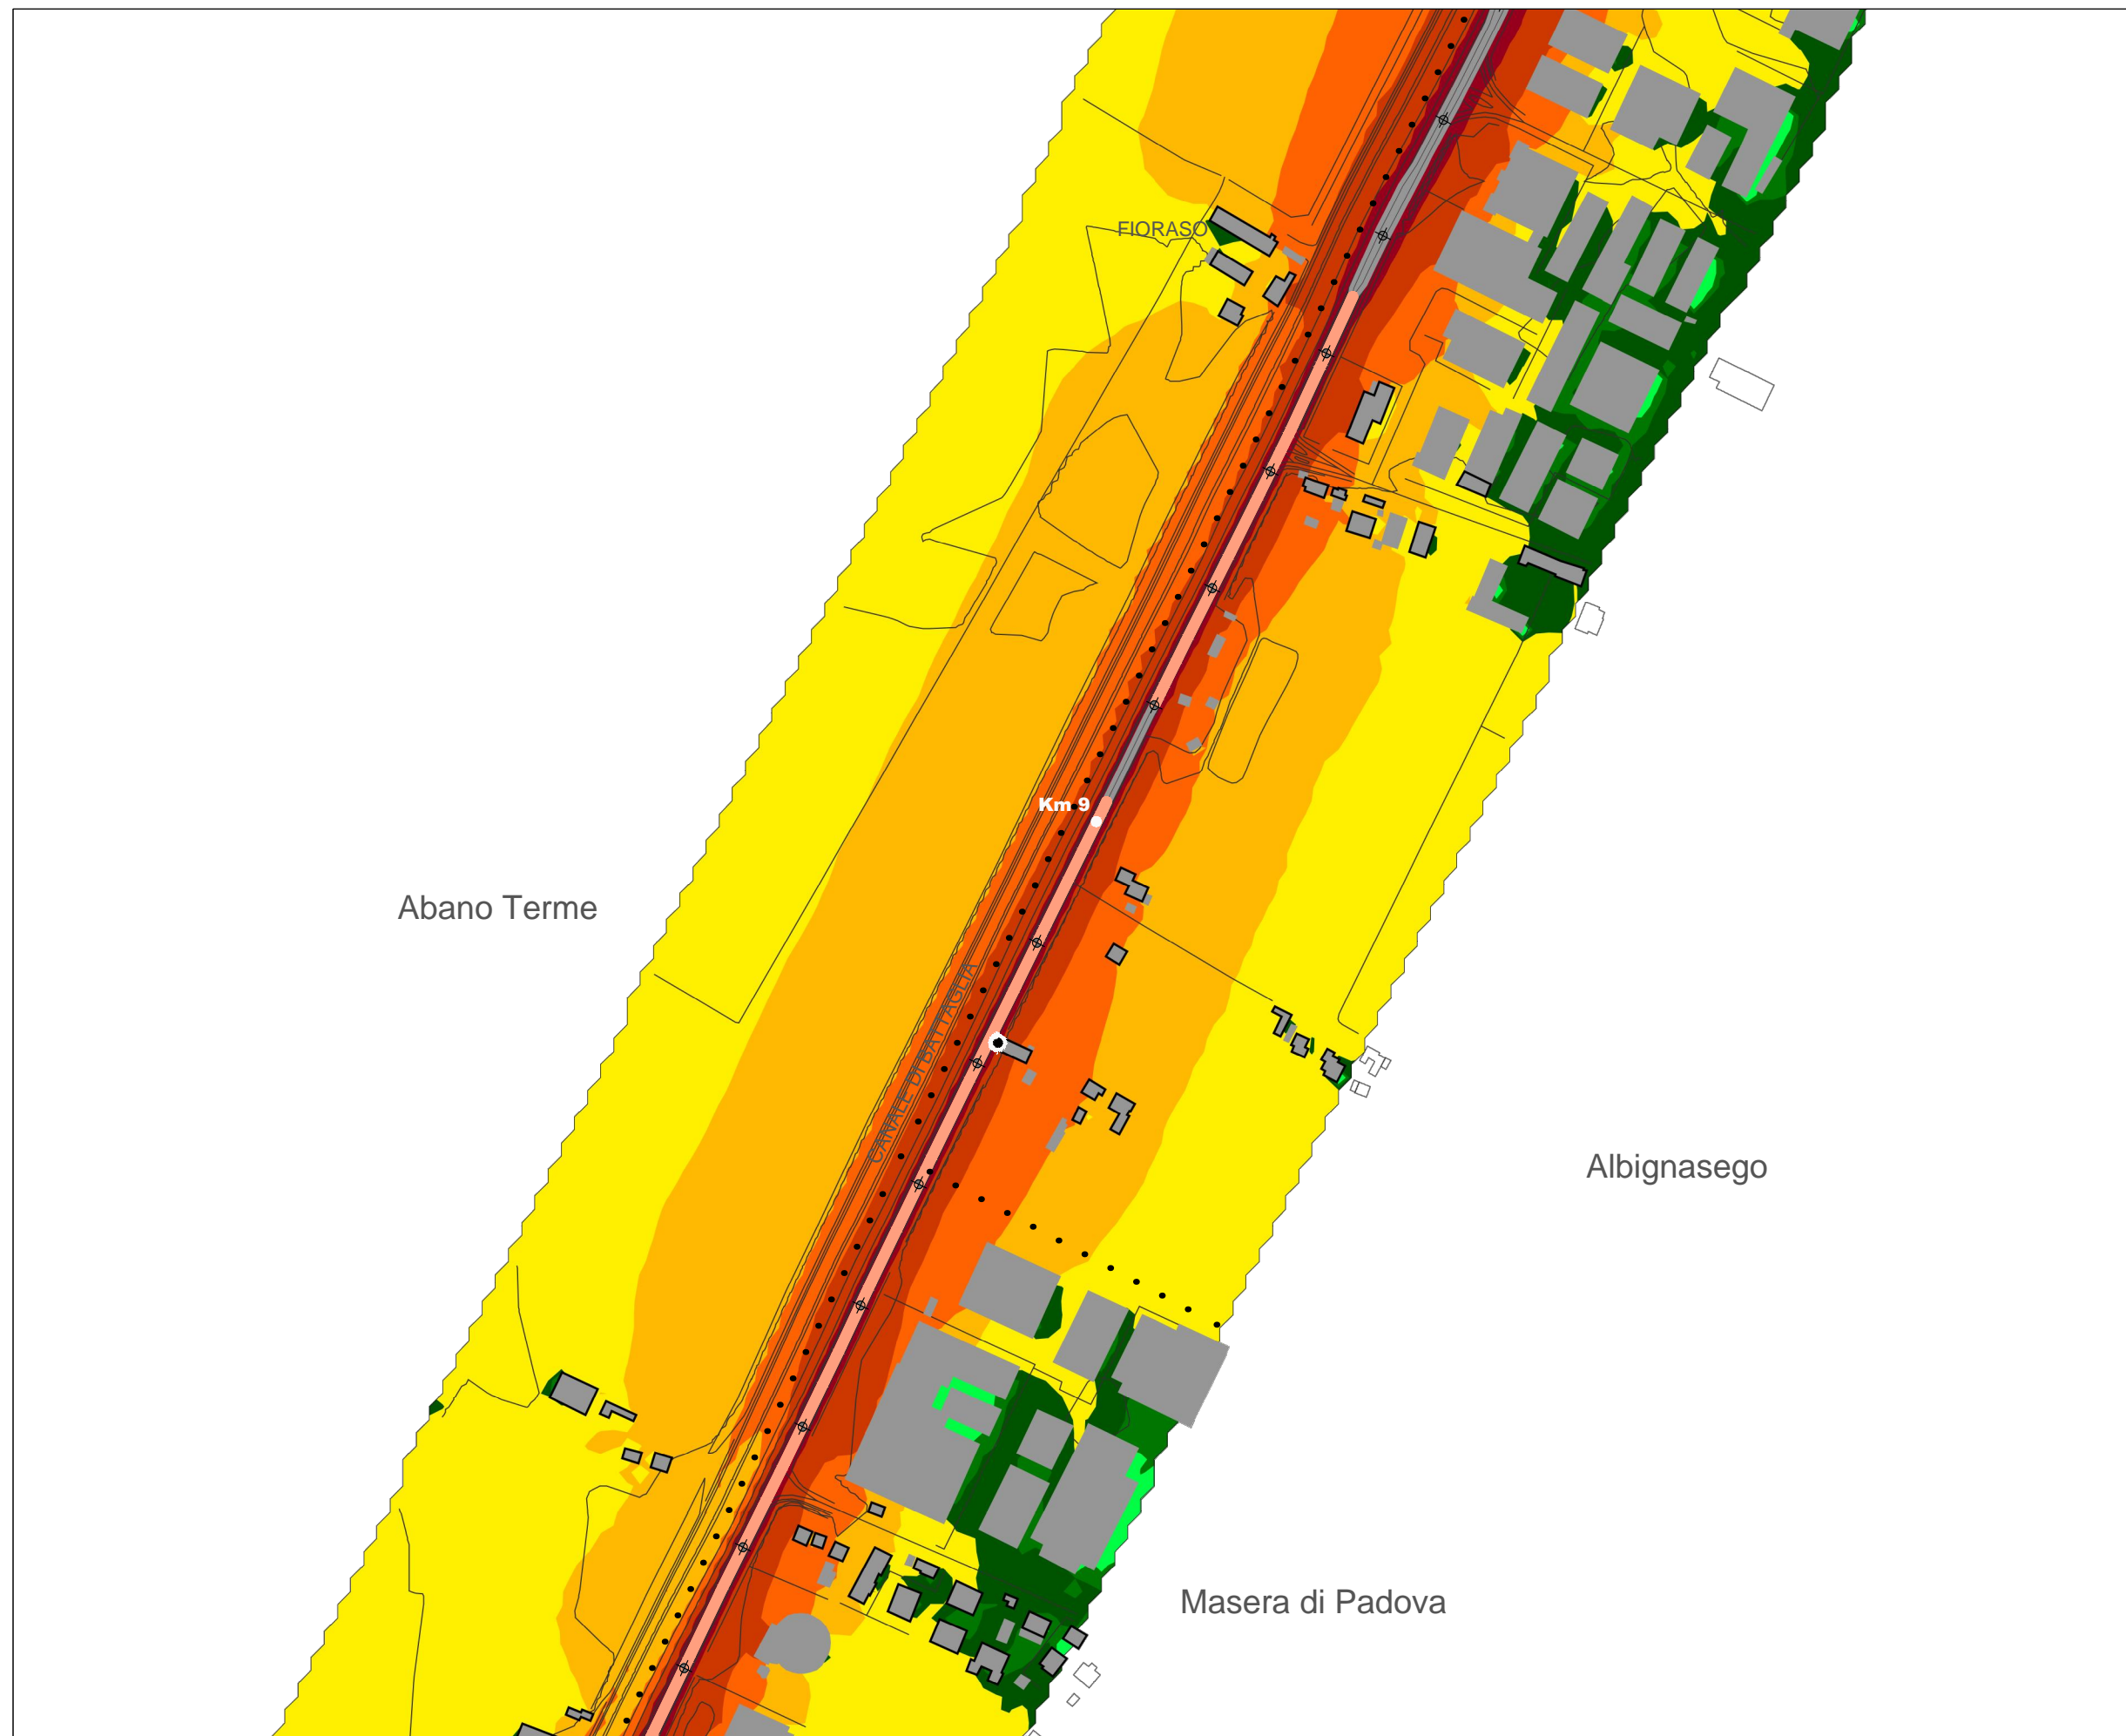 FIORASO
Km 9
Abano Terme
CANALE DI BATTAGLIA
Albignasego
Masera di Padova